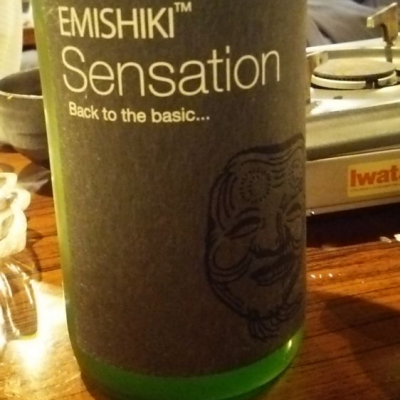 EMISHIKI™
Sensation
Back to the basic...
Iwata